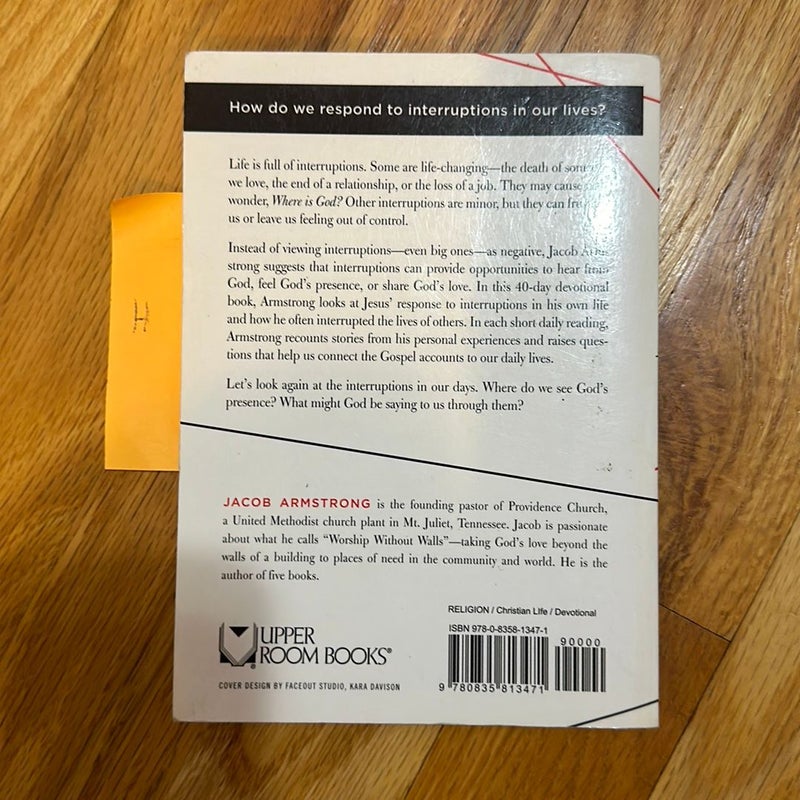 How do we respond to interruptions in our lives?
Life is full of interruptions. Some are life-changing—the death of
we love, the end of a relationship, or the loss of a job. They may cause
wonder, Where is God? Other interruptions are minor, but they can
us or leave us feeling out of control.
Instead of viewing interruptions—even big ones—as negative, Jacob Arm-
strong suggests that interruptions can provide opportunities to hear from
God, feel God's presence, or share God's love. In this 40-day devotional
book, Armstrong looks at Jesus' response to interruptions in his own life
and how he often interrupted the lives of others. In each short daily reading,
Armstrong recounts stories from his personal experiences and raises ques-
tions that help us connect the Gospel accounts to our daily lives.
Let's look again at the interruptions in our days. Where do we see God's
presence? What might God be saying to us through them?
H
JACOB ARMSTRONG is the founding pastor of Providence Church,
a United Methodist church plant in Mt. Juliet, Tennessee. Jacob is passionate
about what he calls “Worship Without Walls”—taking God's love beyond the
walls of a building to places of need in the community and world. He is the
author of five books.
RELIGION / Christian Life / Devotional
ISBN 978-0-8358-1347-1
90000
9 780835 813471
UPPER
ROOM BOOKS®
COVER DESIGN BY FACEOUT STUDIO, KARA DAVISON